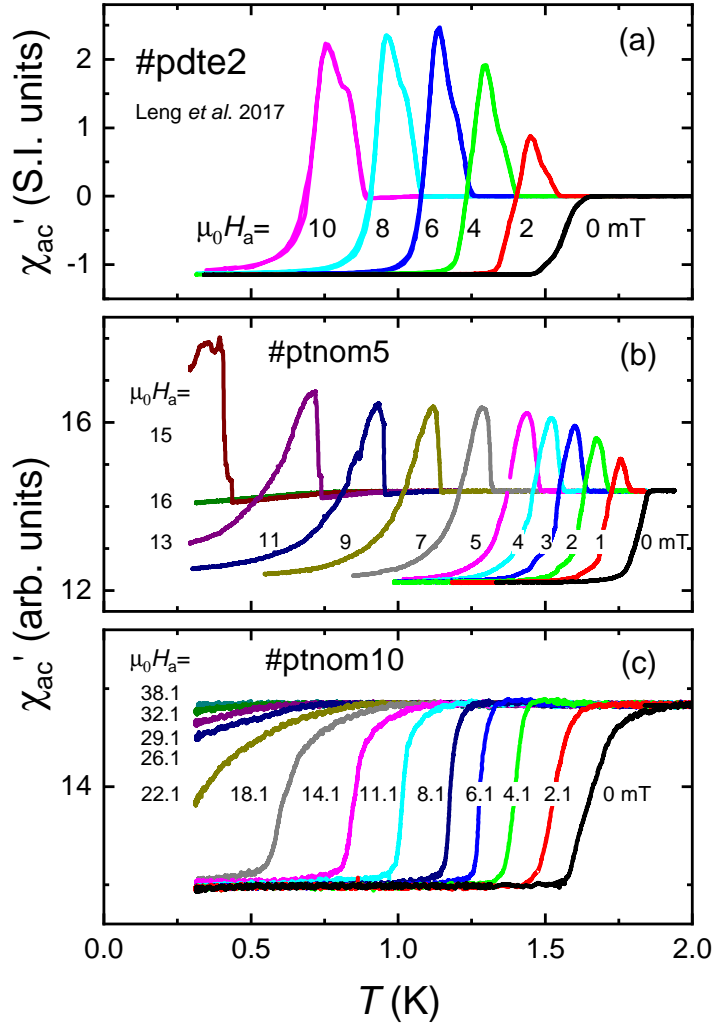 (a)
#pdte2
Leng et al. 2017
χac' (S.I. units)
2
1
0
-1
μ0Ha= 10 8 6 4 2 0 mT
(b)
#ptnom5
μ0Ha=
16
12
15
16
13 11 9 7 5 4 3 2 1 0 mT
χac' (arb. units)
(c)
#ptnom10
μ0Ha=
38.1
32.1
29.1
26.1
22.1 18.1 14.1 11.1 8.1 6.1 4.1 2.1 0 mT
14
0.0 0.5 1.0 1.5 2.0
T (K)